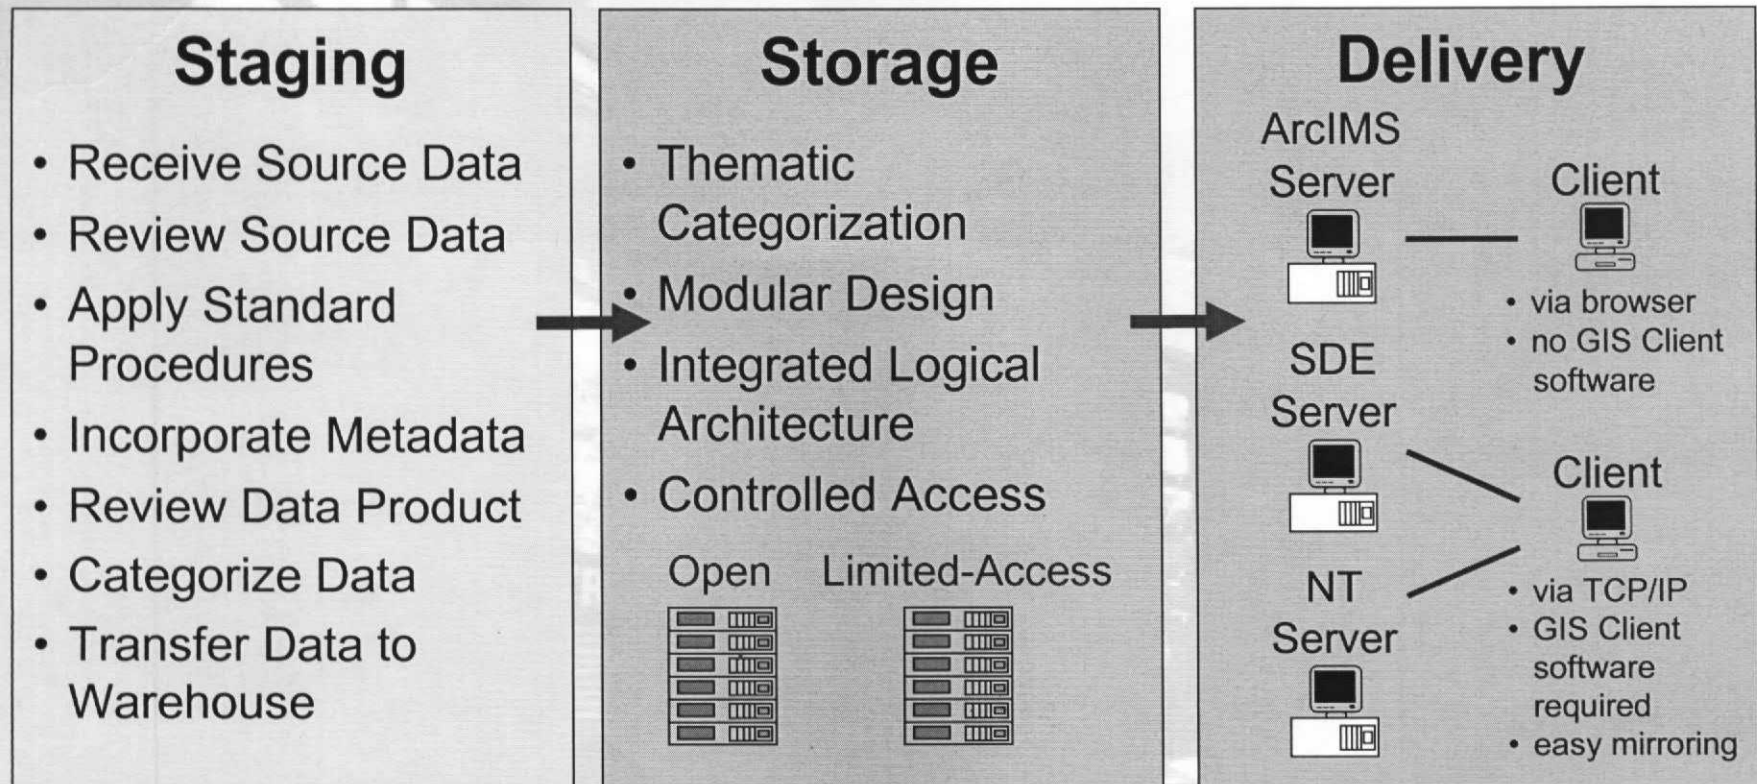 Staging
• Receive Source Data
• Review Source Data
• Apply Standard
Procedures
• Incorporate Metadata
• Review Data Product
• Categorize Data
• Transfer Data to
Warehouse
Storage
• Thematic
Categorization
• Modular Design
• Integrated Logical
Architecture
• Controlled Access
Open
Limited-Access
Delivery
ArcIMS
Server
Client
• via browser
• no GIS Client
software
SDE
Server
Client
• via TCP/IP
• GIS Client
software
required
• easy mirroring
NT
Server